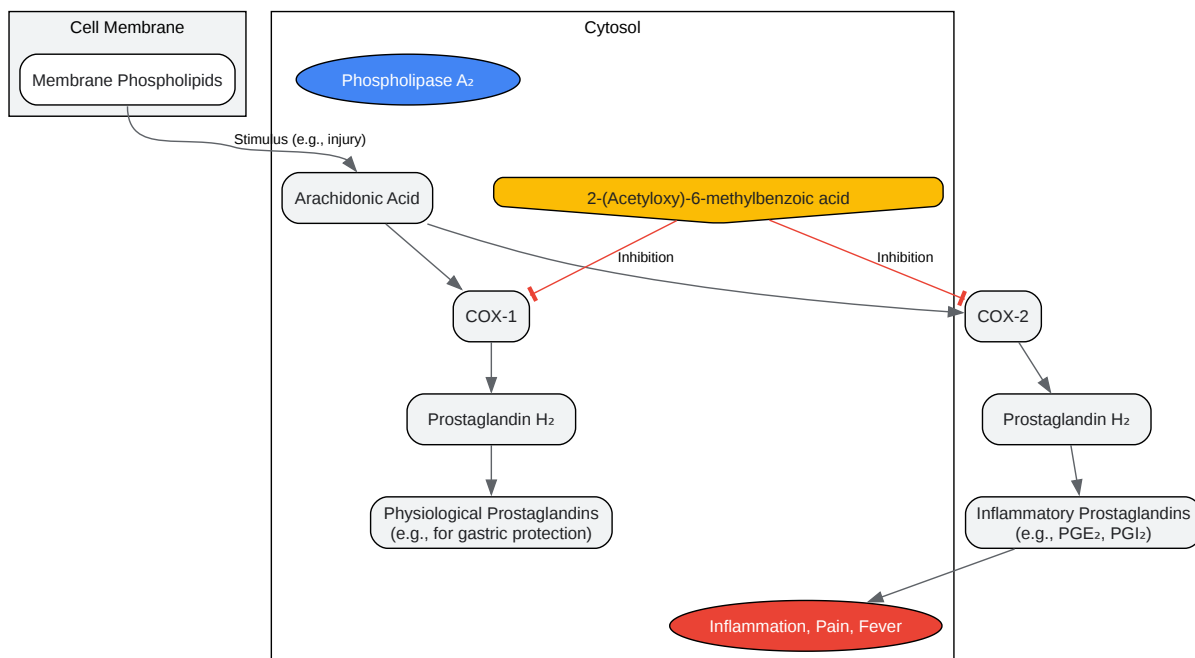 Cell Membrane
Cytosol
Membrane Phospholipids
Phospholipase A₂
Stimulus (e.g., injury)
Arachidonic Acid
2-(Acetyloxy)-6-methylbenzoic acid
Inhibition
Inhibition
COX-1
COX-2
Prostaglandin H₂
Prostaglandin H₂
Physiological Prostaglandins
(e.g., for gastric protection)
Inflammatory Prostaglandins
(e.g., PGE₂, PGI₂)
Inflammation, Pain, Fever